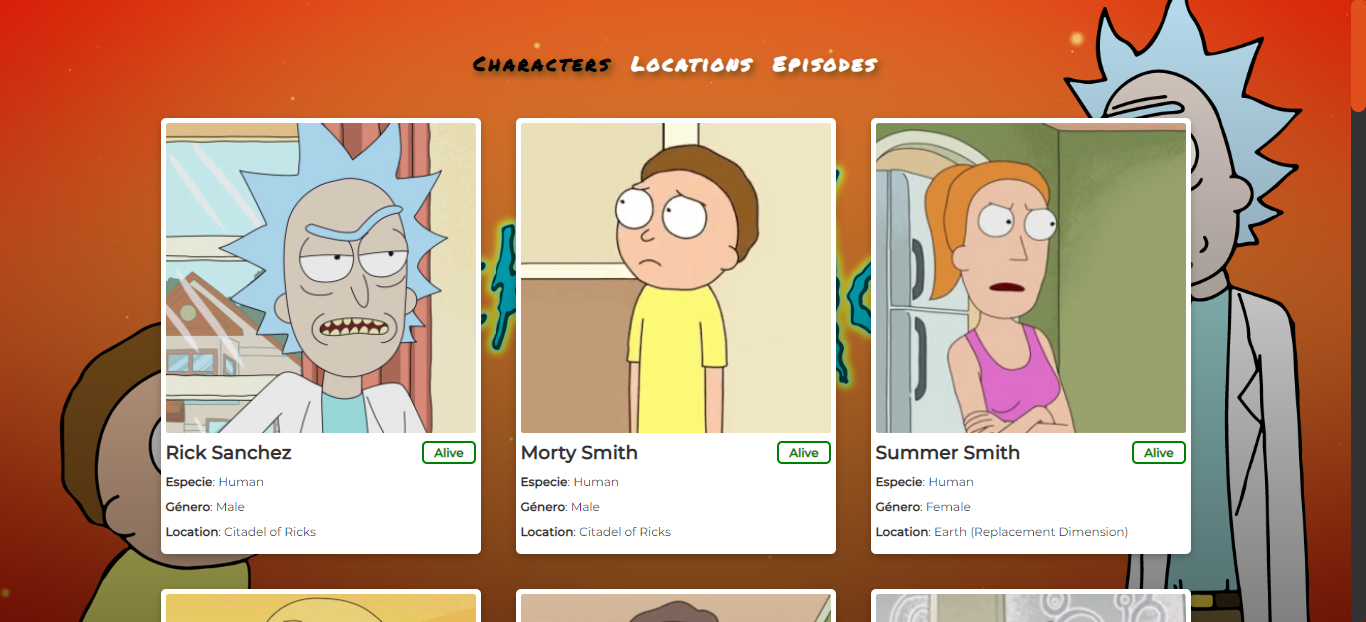 Characters Locations Episodes
Rick Sanchez Alive
Especie: Human
Género: Male
Location: Citadel of Ricks
Morty Smith Alive
Especie: Human
Género: Male
Location: Citadel of Ricks
Summer Smith Alive
Especie: Human
Género: Female
Location: Earth (Replacement Dimension)